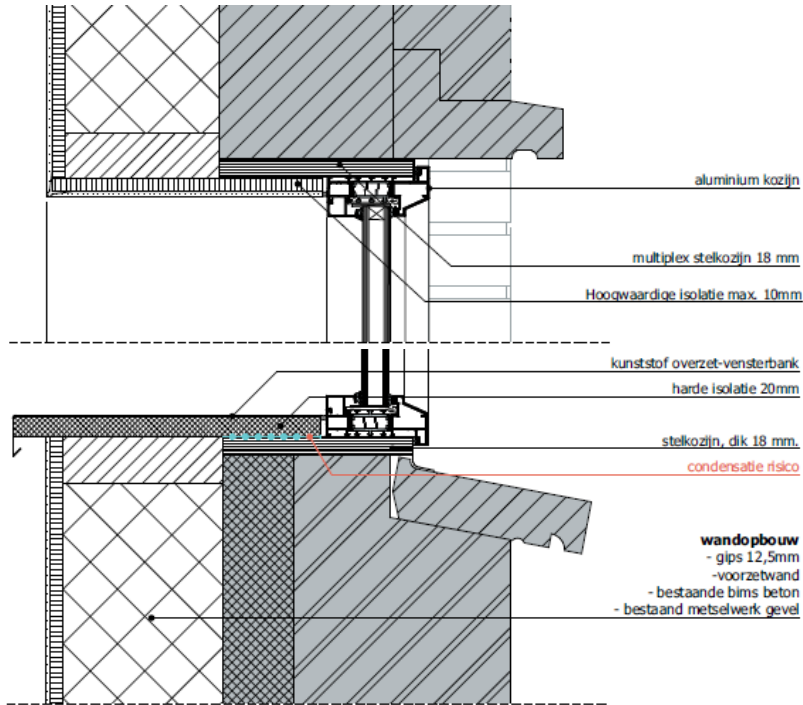 aluminium kozijn
multiplex stelkozijn 18 mm
Hoogwaardige isolatie max. 10mm
kunststof overzet-vensterbank
harde isolatie 20mm
stelkozijn, dik 18 mm.
condensatie risico
wandopbouw
- gips 12,5mm
-voorzetwand
- bestaande bims beton
- bestaand metselwerk gevel